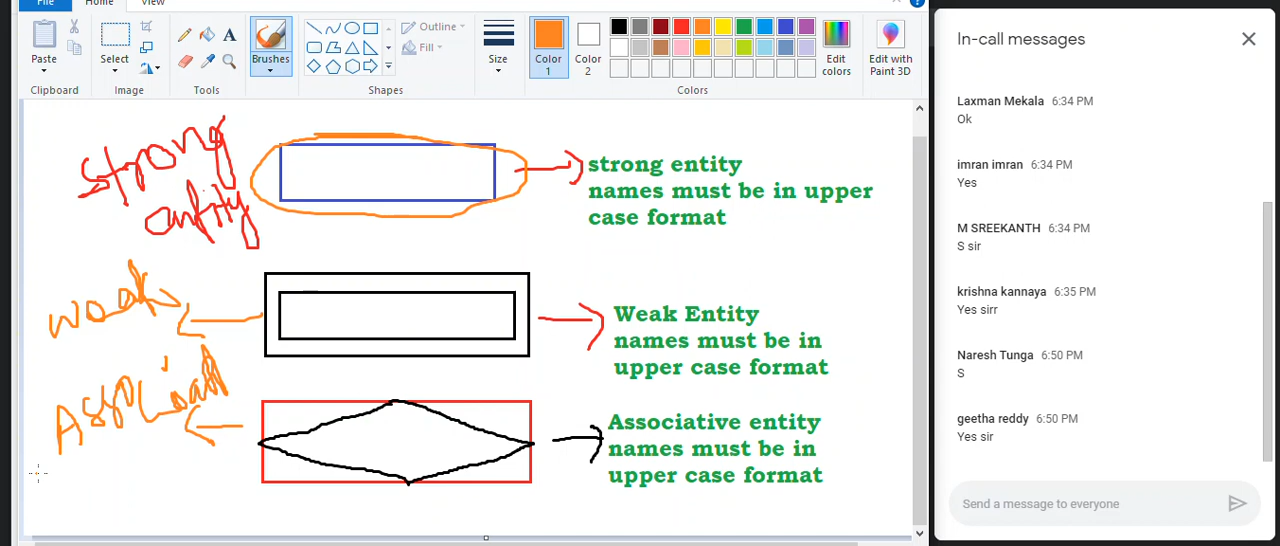 File
Home
View
Paste
Select
Brushes
Outline
Fill
Size
Color
1
Color
2
Edit
colors
Edit with
Paint 3D
Clipboard
Image
Tools
Shapes
Colors
strong
entity
strong entity
names must be in upper
case format
weak
Weak Entity
names must be in
upper case format
Associative entity
names must be in
upper case format
In-call messages
Laxman Mekala 6:34 PM
Ok
imran imran 6:34 PM
Yes
M SREEKANTH 6:34 PM
S sir
krishna kannaya 6:35 PM
Yes sirr
Naresh Tunga 6:50 PM
S
geetha reddy 6:50 PM
Yes sir
Send a message to everyone